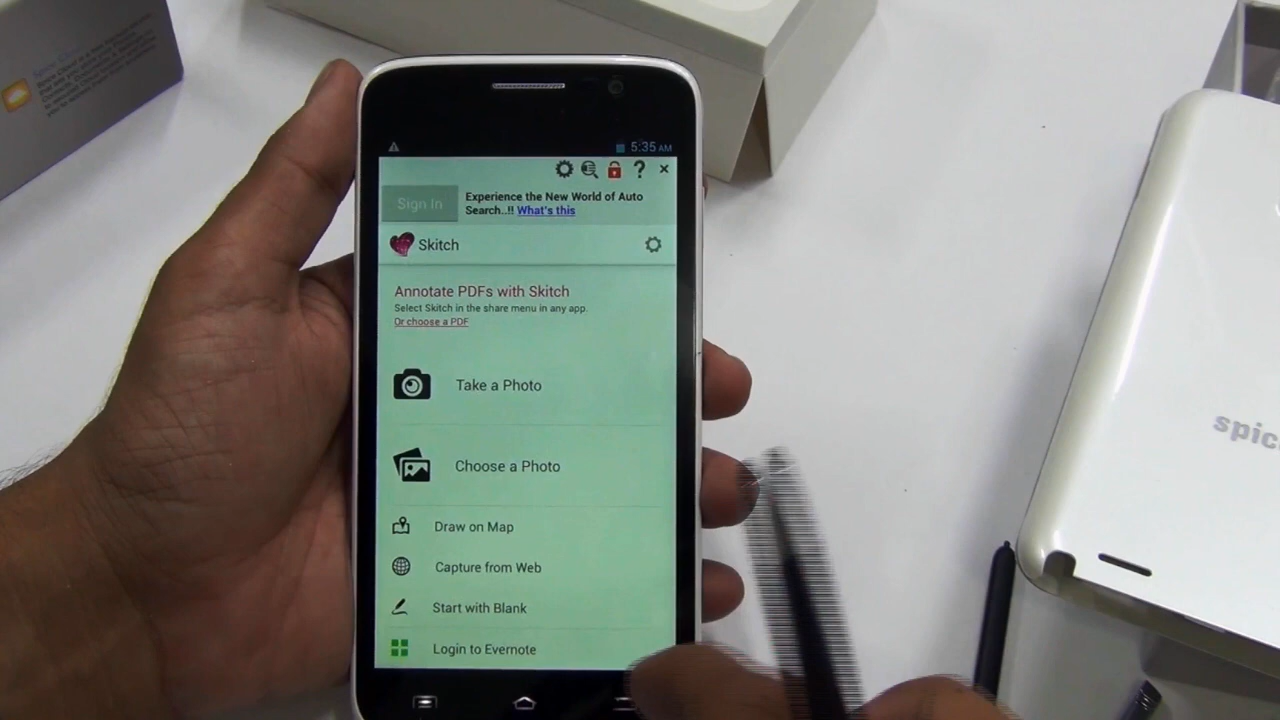 5:35 AM
?
Sign In
Experience the New World of Auto
Search..!! What's this
Skitch
Annotate PDFs with Skitch
Select Skitch in the share menu in any app.
Or choose a PDF
Take a Photo
Choose a Photo
Draw on Map
Capture from Web
Start with Blank
Login to Evernote
spic